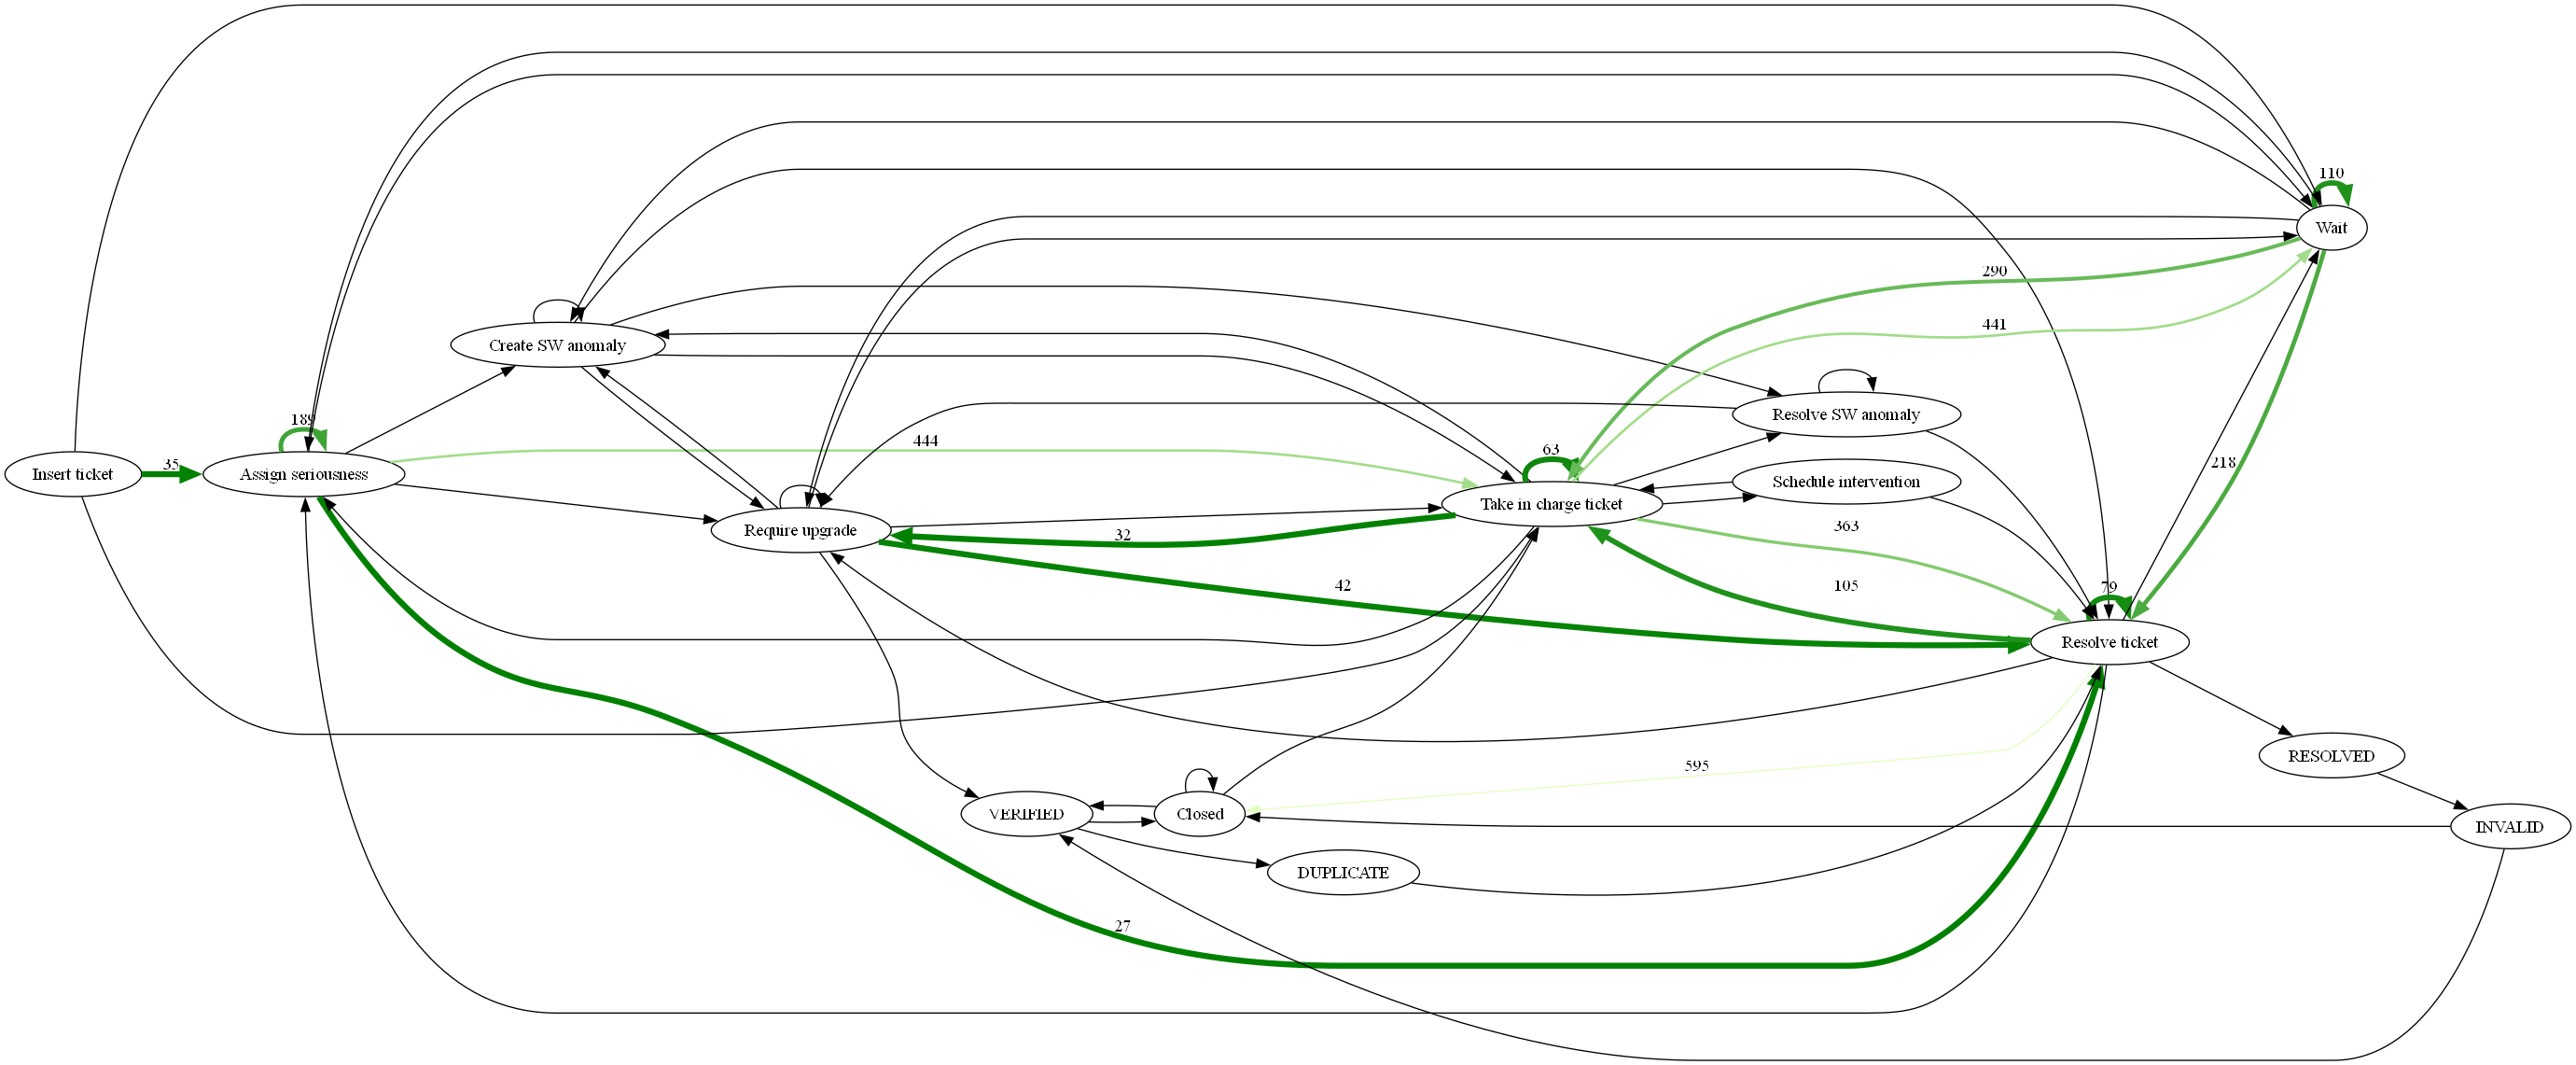 110
Wait
290
441
Create SW anomaly
Resolve SW anomaly
189
444
63
35
Insert ticket
Assign seriousness
Schedule intervention
Take in charge ticket
218
363
Require upgrade
32
42
105
79
Resolve ticket
RESOLVED
595
VERIFIED
Closed
INVALID
DUPLICATE
27